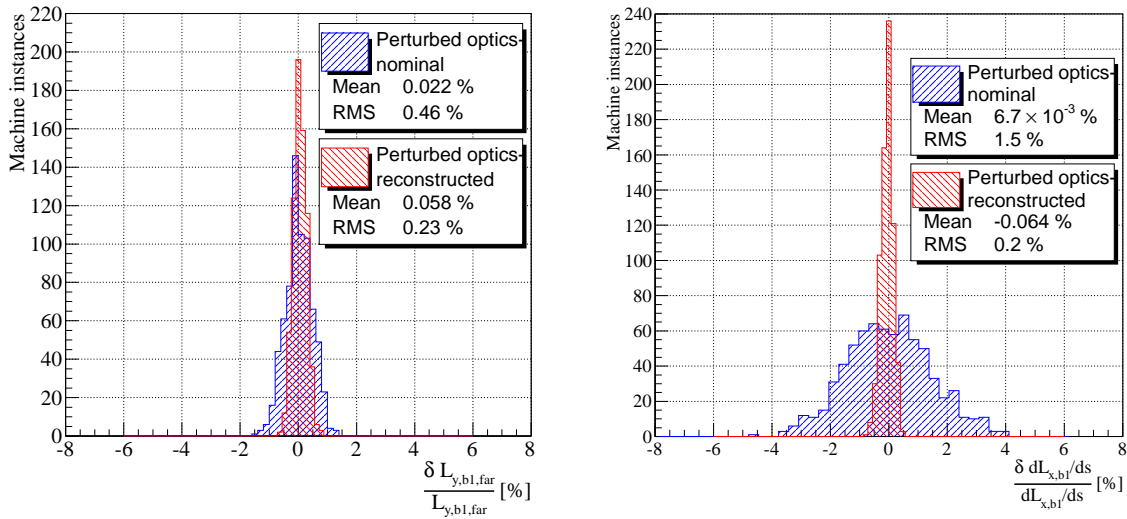 Machine instances
220
200
180
160
140
120
100
80
60
40
20
0
-8 -6 -4 -2 0 2 4 6 8
Perturbed optics-
nominal
Mean 0.022 %
RMS 0.46 %
Perturbed optics-
reconstructed
Mean 0.058 %
RMS 0.23 %
δ L_y,b1,far
L_y,b1,far
[%]
Machine instances
240
220
200
180
160
140
120
100
80
60
40
20
0
-8 -6 -4 -2 0 2 4 6 8
Perturbed optics-
nominal
Mean 6.7 × 10⁻³ %
RMS 1.5 %
Perturbed optics-
reconstructed
Mean -0.064 %
RMS 0.2 %
δ dL_x,b1/ds
dL_x,b1/ds
[%]